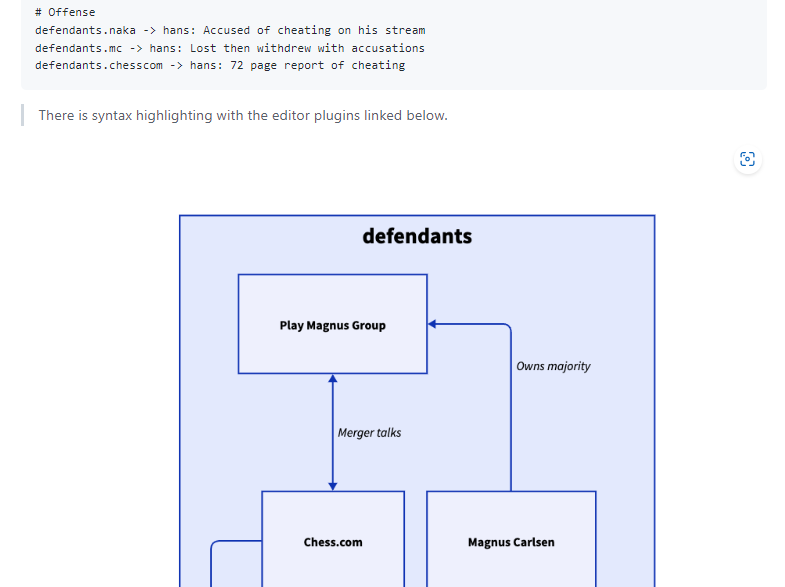 # Offense
defendants.naka -> hans: Accused of cheating on his stream
defendants.mc -> hans: Lost then withdrew with accusations
defendants.chesscom -> hans: 72 page report of cheating
There is syntax highlighting with the editor plugins linked below.
defendants
Play Magnus Group
Owns majority
Merger talks
Chess.com
Magnus Carlsen